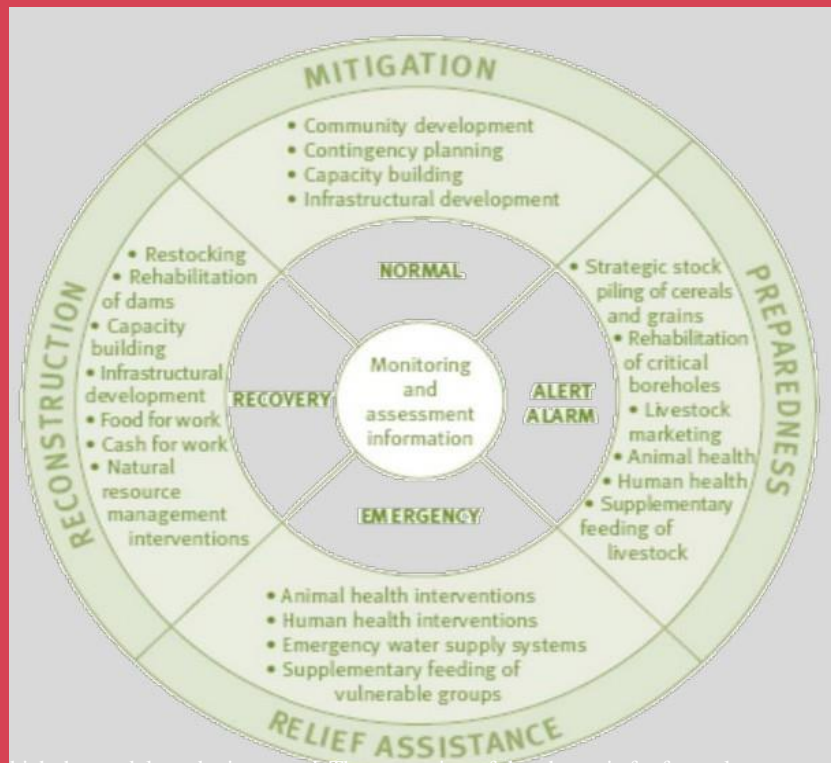 MITIGATION
• Community development
• Contingency planning
• Capacity building
• Infrastructural development
PREPAREDNESS
• Strategic stock
piling of cereals
and grains
• Rehabilitation
of critical
boreholes
• Livestock
marketing
• Animal health
• Human health
• Supplementary
feeding of
livestock
RELIEF ASSISTANCE
• Animal health interventions
• Human health interventions
• Emergency water supply systems
• Supplementary feeding of
vulnerable groups
RECONSTRUCTION
• Restocking
• Rehabilitation
of dams
• Capacity
building
• Infrastructural
development
• Food for work
• Cash for work
• Natural
resource
management
interventions
NORMAL
ALERT
ALARM
EMERGENCY
RECOVERY
Monitoring
and
assessment
information